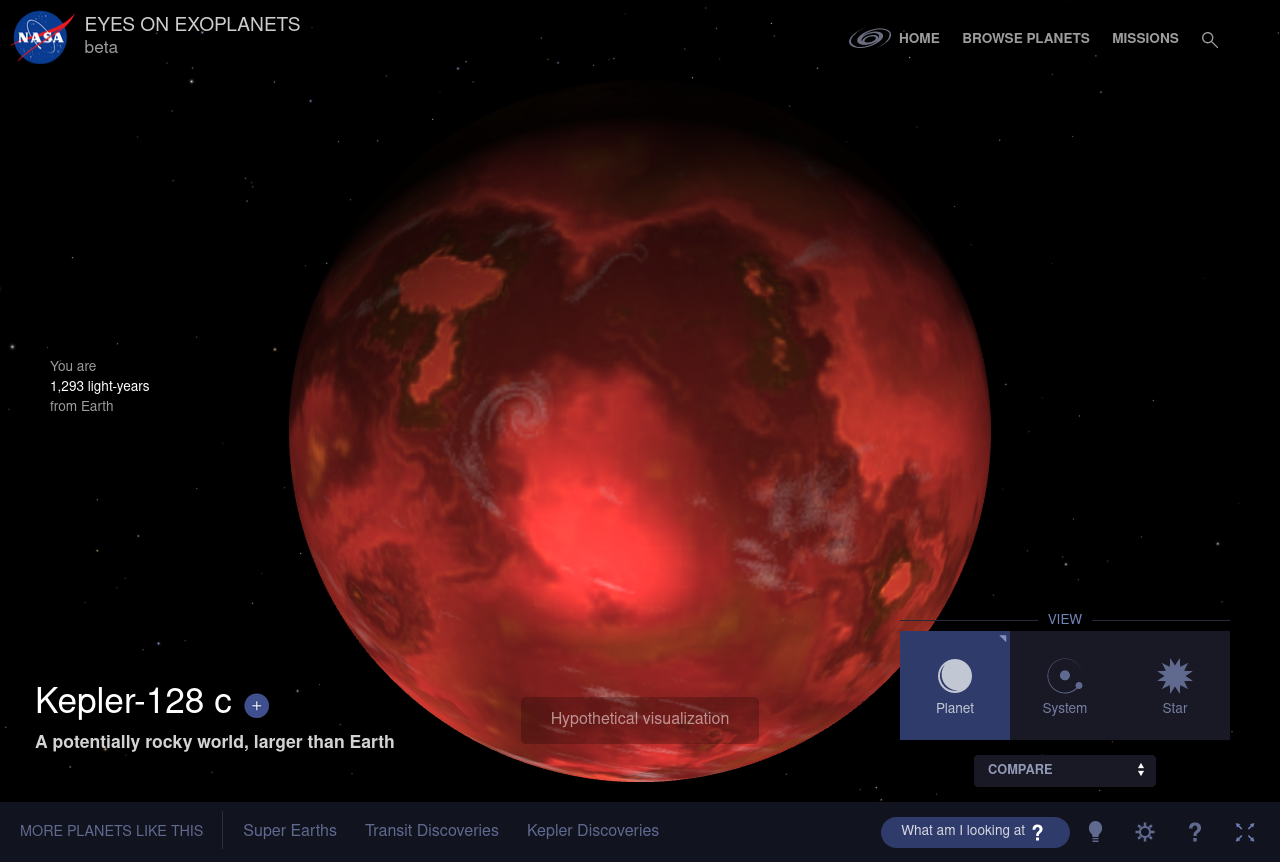 NASA
EYES ON EXOPLANETS
beta
HOME
BROWSE PLANETS
MISSIONS
You are
1,293 light-years
from Earth
VIEW
Planet
System
Star
Kepler-128 c +
A potentially rocky world, larger than Earth
Hypothetical visualization
COMPARE
MORE PLANETS LIKE THIS
Super Earths
Transit Discoveries
Kepler Discoveries
What am I looking at ?
?